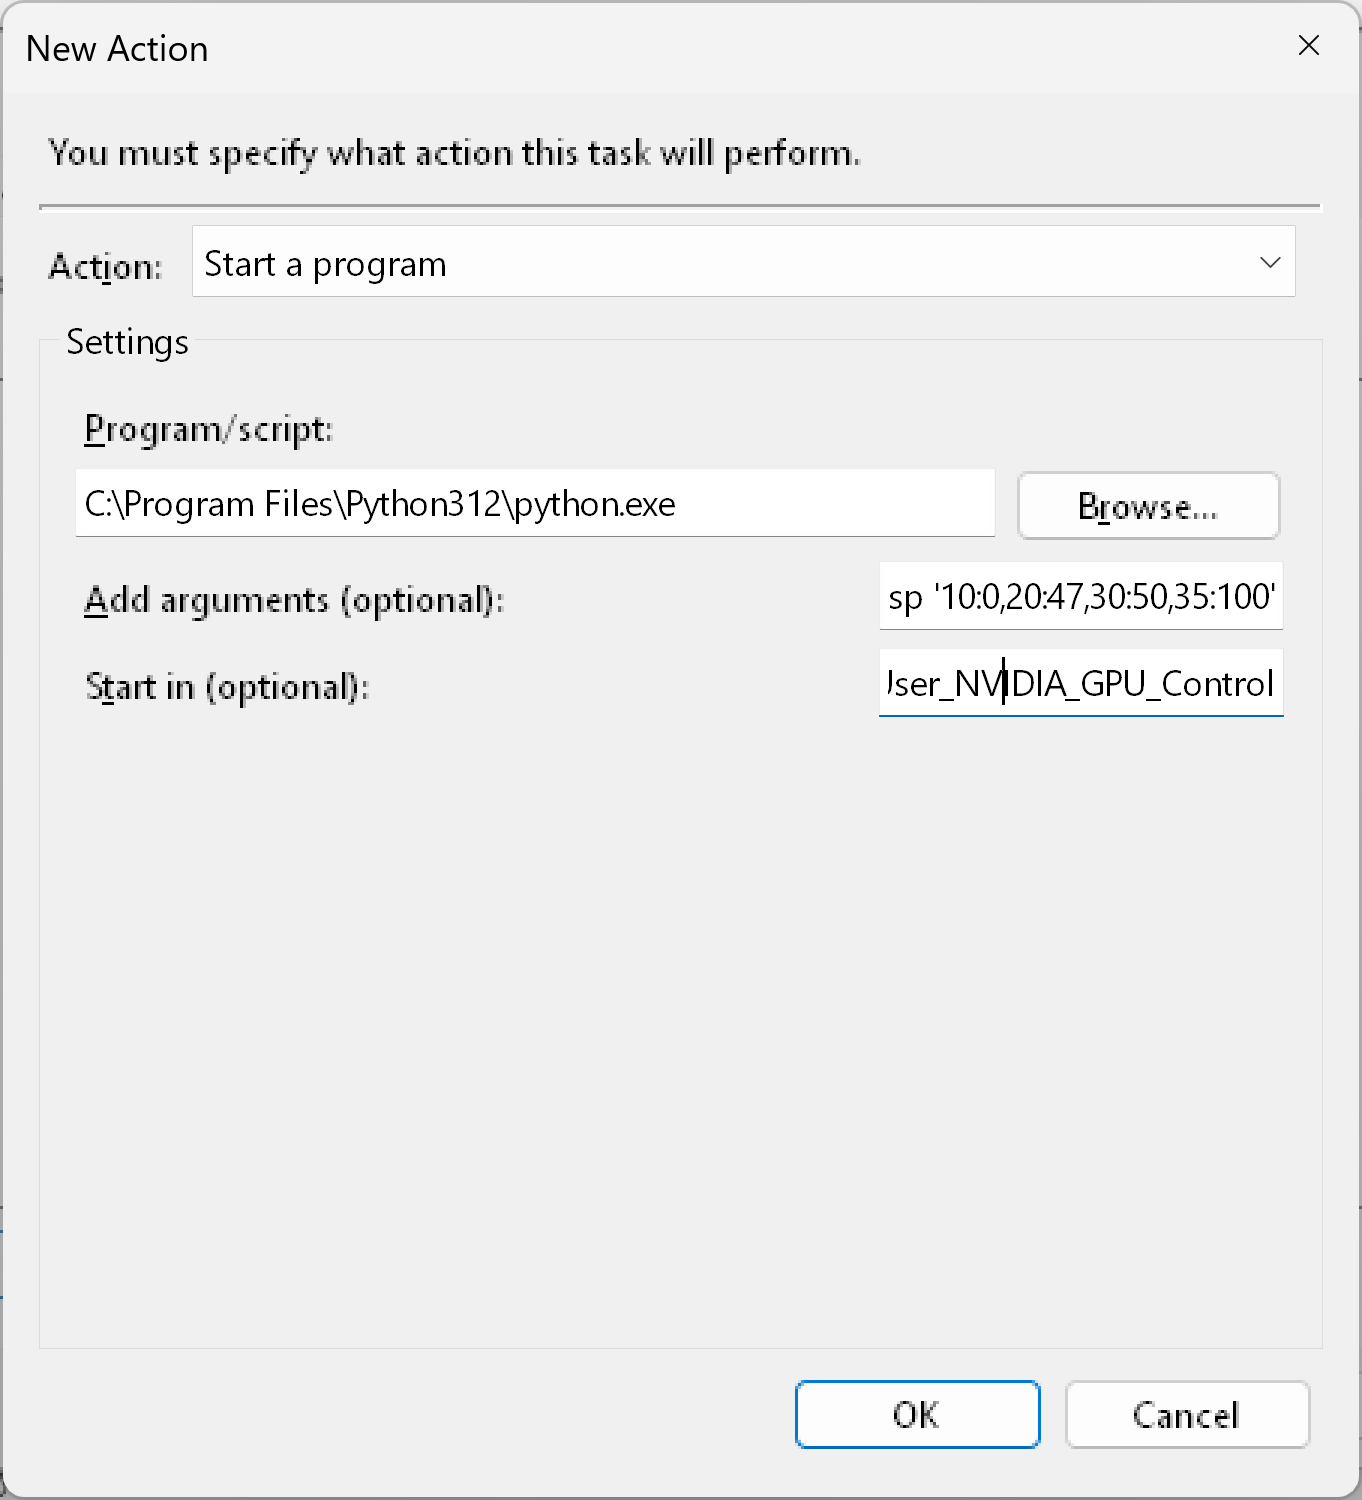 New Action
You must specify what action this task will perform.
Action: Start a program
Settings
Program/script:
C:\Program Files\Python312\python.exe Browse...
Add arguments (optional): sp '10:0,20:47,30:50,35:100'
Start in (optional): User_NVIDIA_GPU_Control
OK Cancel